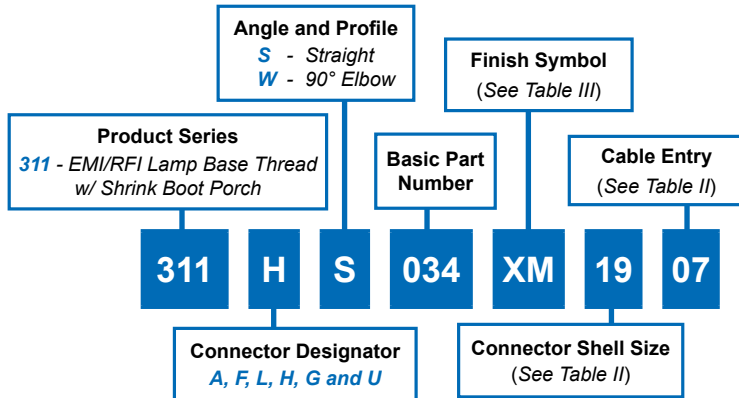 Angle and Profile
S - Straight
W - 90° Elbow
Finish Symbol
(See Table III)
Product Series
311 - EMI/RFI Lamp Base Thread
w/ Shrink Boot Porch
Basic Part
Number
Cable Entry
(See Table II)
311 H S 034 XM 19 07
Connector Designator
A, F, L, H, G and U
Connector Shell Size
(See Table II)